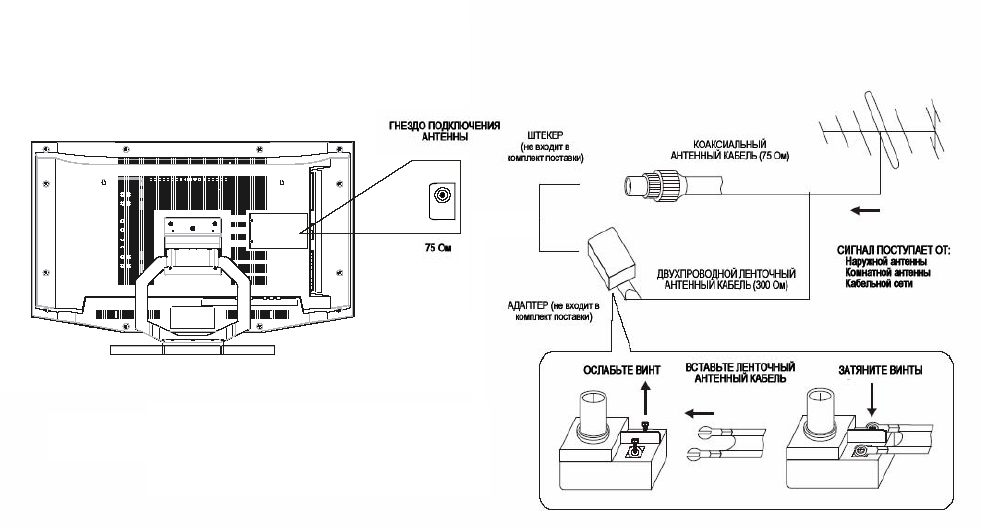 ГНЕЗДО ПОДКЛЮЧЕНИЯ
АНТЕННЫ
75 Ом
ШТЕКЕР
(не входит в
комплект поставки)
КОАКСИАЛЬНЫЙ
АНТЕННЫЙ КАБЕЛЬ (75 Ом)
ДВУХПРОВОДНОЙ ЛЕНТОЧНЫЙ
АНТЕННЫЙ КАБЕЛЬ (300 Ом)
СИГНАЛ ПОСТУПАЕТ ОТ:
Наружной антенны
Комнатной антенны
Кабельной сети
АДАПТЕР (не входит в
комплект поставки)
ОСЛАБЬТЕ ВИНТ
ВСТАВЬТЕ ЛЕНТОЧНЫЙ
АНТЕННЫЙ КАБЕЛЬ
ЗАТЯНИТЕ ВИНТЫ